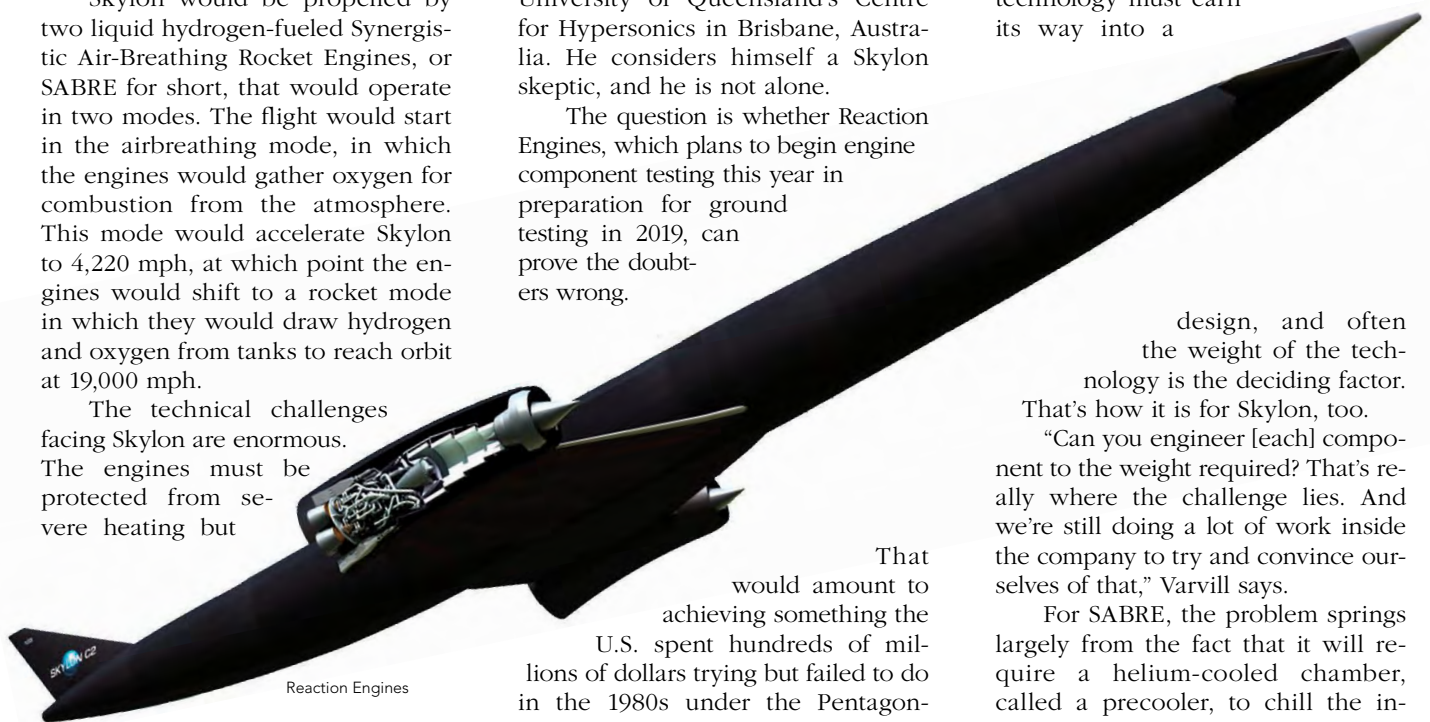 Skylon would be propelled by
two liquid hydrogen-fueled Synergis-
tic Air-Breathing Rocket Engines, or
SABRE for short, that would operate
in two modes. The flight would start
in the airbreathing mode, in which
the engines would gather oxygen for
combustion from the atmosphere.
This mode would accelerate Skylon
to 4,220 mph, at which point the en-
gines would shift to a rocket mode
in which they would draw hydrogen
and oxygen from tanks to reach orbit
at 19,000 mph.
The technical challenges
facing Skylon are enormous.
The engines must be
protected from se-
vere heating but
SKYLON C2
Reaction Engines
University of Queensland's Centre
for Hypersonics in Brisbane, Austra-
lia. He considers himself a Skylon
skeptic, and he is not alone.
The question is whether Reaction
Engines, which plans to begin engine
component testing this year in
preparation for ground
testing in 2019, can
prove the doubt-
ers wrong.
That
would amount to
achieving something the
U.S. spent hundreds of mil-
lions of dollars trying but failed to do
in the 1980s under the Pentagon-
technology must earn
its way into a
design, and often
the weight of the tech-
nology is the deciding factor.
That's how it is for Skylon, too.
“Can you engineer [each] compo-
nent to the weight required? That's re-
ally where the challenge lies. And
we're still doing a lot of work inside
the company to try and convince our-
selves of that,” Varvill says.
For SABRE, the problem springs
largely from the fact that it will re-
quire a helium-cooled chamber,
called a precooler, to chill the in-